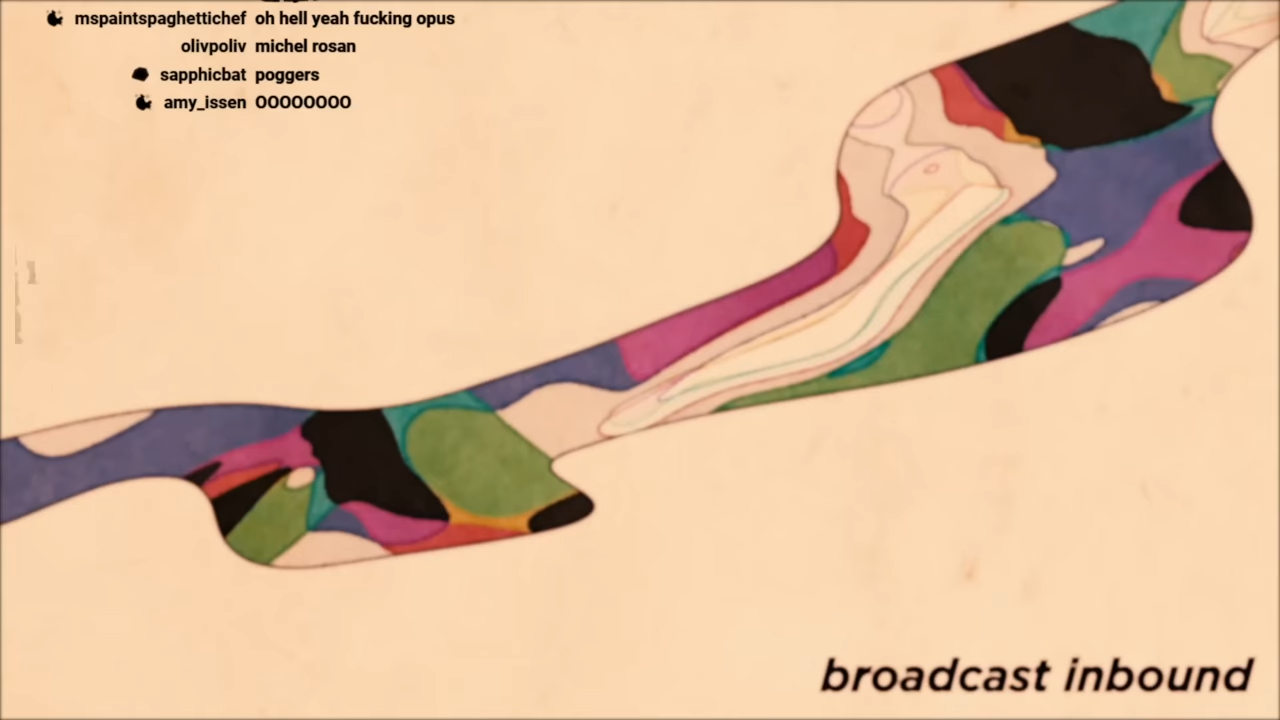 mspaintspaghettichef oh hell yeah fucking opus
olivpoliv michel rosan
sapphicbat poggers
amy_issen OOOOOOOO
broadcast inbound